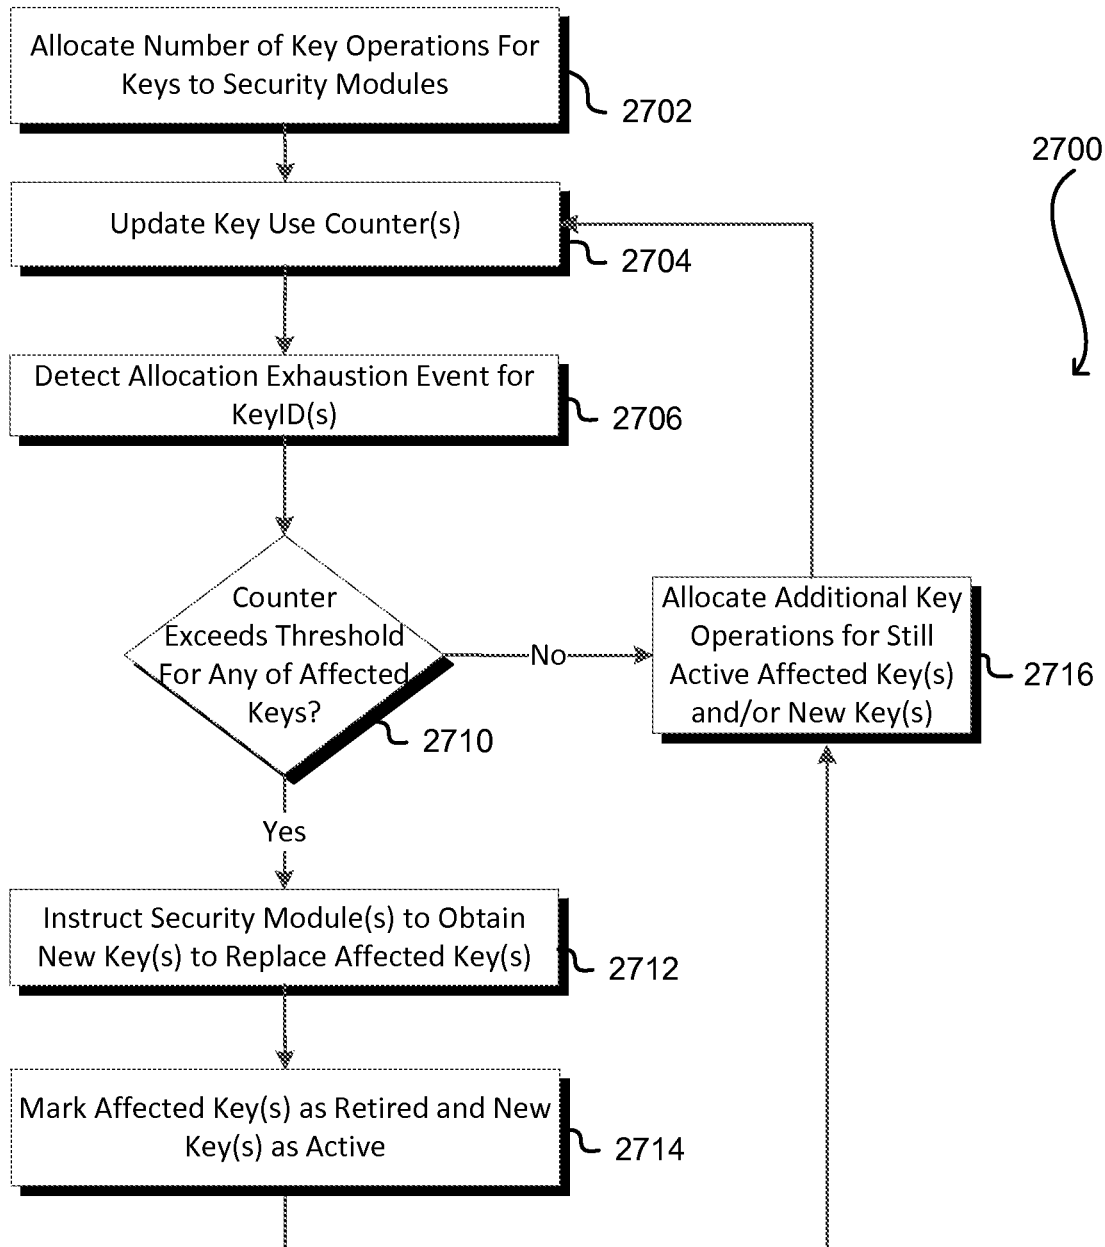 Allocate Number of Key Operations For
Keys to Security Modules
2702
2700
Update Key Use Counter(s)
2704
Detect Allocation Exhaustion Event for
KeyID(s)
2706
Counter
Exceeds Threshold
For Any of Affected
Keys?
2710
No
Allocate Additional Key
Operations for Still
Active Affected Key(s)
and/or New Key(s)
2716
Yes
Instruct Security Module(s) to Obtain
New Key(s) to Replace Affected Key(s)
2712
Mark Affected Key(s) as Retired and New
Key(s) as Active
2714